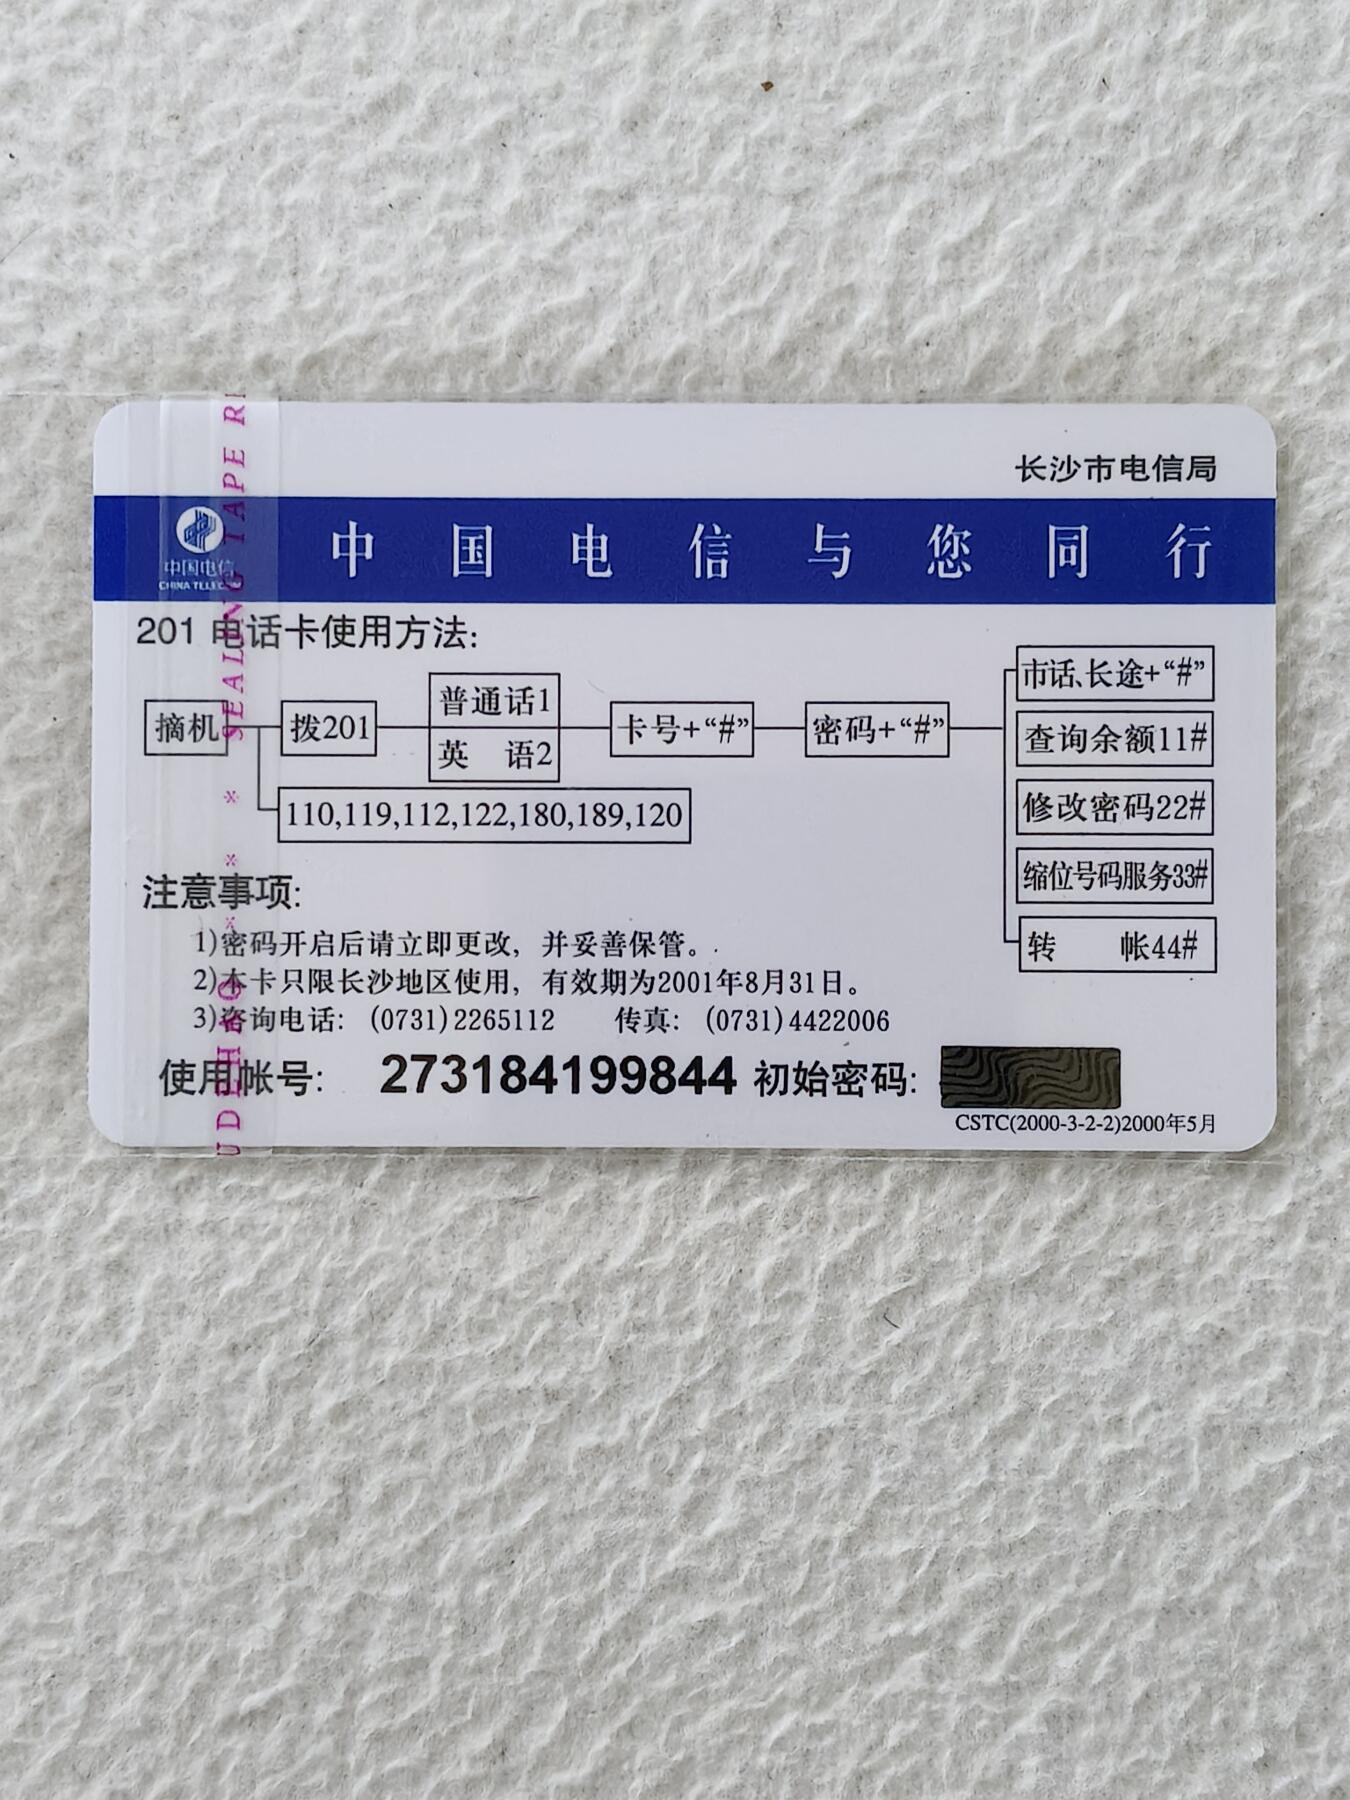 长沙市电信局
中国电信
CHINA TELECOM
中国电信与您同行
201 电话卡使用方法:
摘机
拨201
普通话1
英 语2
卡号+“#”
密码+“#”
市话、长途+“#”
查询余额11#
修改密码22#
缩位号码服务33#
转 帐44#
110,119,112,122,180,189,120
注意事项:
1)密码开启后请立即更改，并妥善保管。
2)本卡只限长沙地区使用，有效期为2001年8月31日。
3)咨询电话: (0731)2265112 传真: (0731)4422006
使用帐号: 273184199844 初始密码:
CSTC(2000-3-2-2)2000年5月
SEALING TAPE